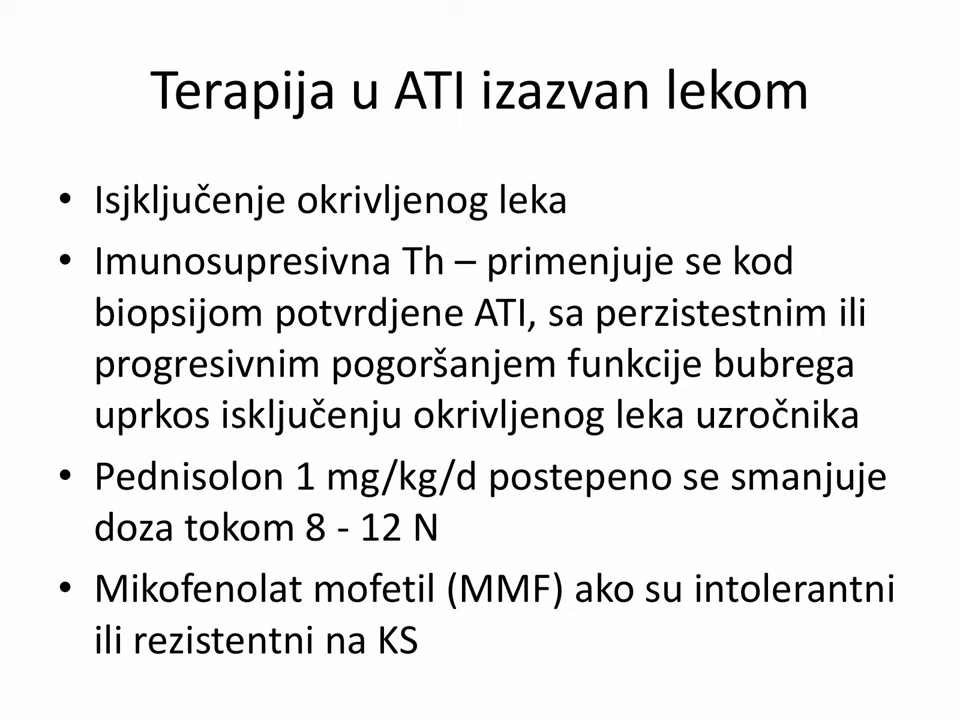 Terapija u ATI izazvan lekom
• Isjključenje okrivljenog leka
• Imunosupresivna Th – primenjuje se kod
biopsijom potvrdjene ATI, sa perzistestnim ili
progresivnim pogoršanjem funkcije bubrega
uprkos isključenju okrivljenog leka uzročnika
• Pednisolon 1 mg/kg/d postepeno se smanjuje
doza tokom 8 - 12 N
• Mikofenolat mofetil (MMF) ako su intolerantni
ili rezistentni na KS